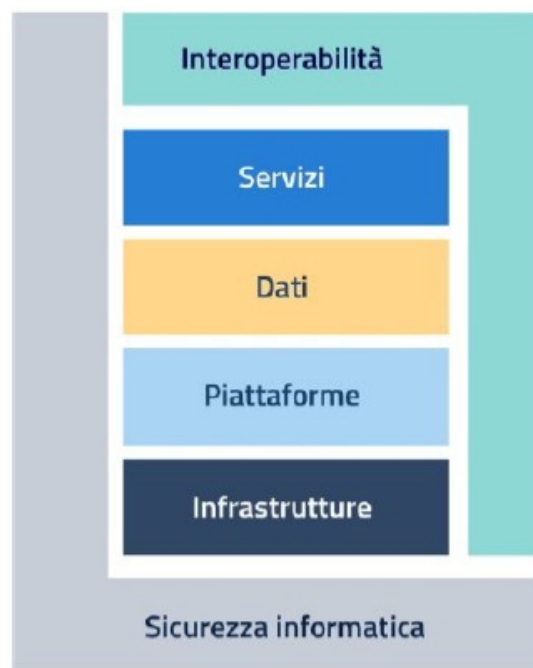 Interoperabilità
Servizi
Dati
Piattaforme
Infrastrutture
Sicurezza informatica